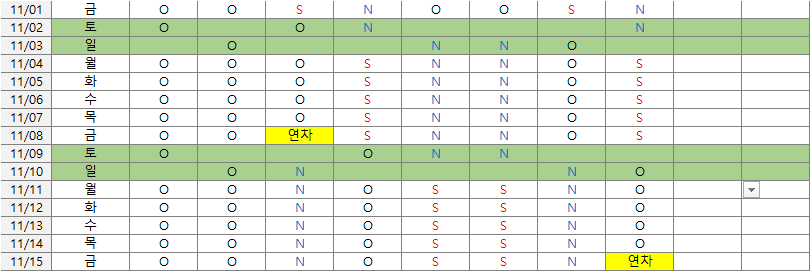 11/01 금 O O S N O O S N
11/02 토 O O N N
11/03 일 O N N O
11/04 월 O O O S N N O S
11/05 화 O O O S N N O S
11/06 수 O O O S N N O S
11/07 목 O O O S N N O S
11/08 금 O O 연차 S N N O S
11/09 토 O O N N
11/10 일 O N N O
11/11 월 O O N O S S N O
11/12 화 O O N O S S N O
11/13 수 O O N O S S N O
11/14 목 O O N O S S N O
11/15 금 O O N O S S N 연차